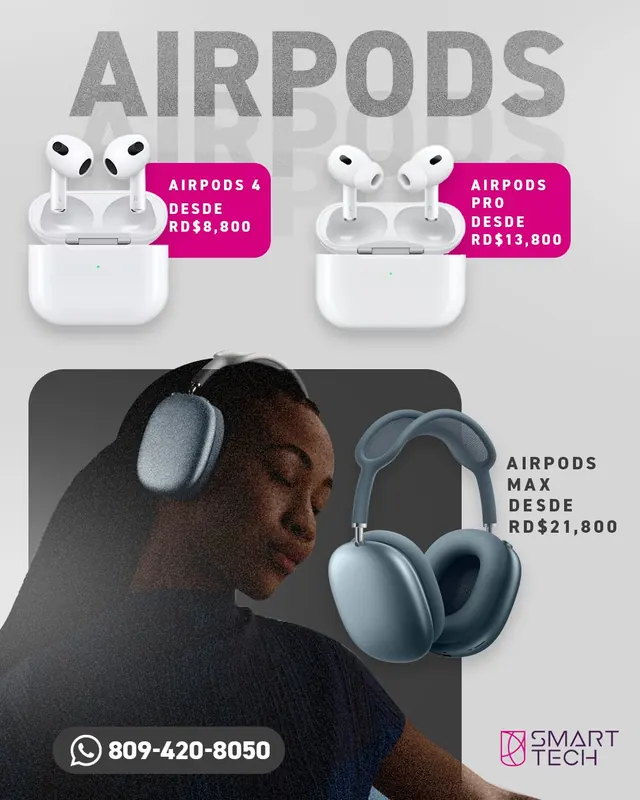 AIRPODS
AIRPODS 4
DESDE
RD$8,800
AIRPODS
PRO
DESDE
RD$13,800
AIRPODS
MAX
DESDE
RD$21,800
809-420-8050
SMART
TECH